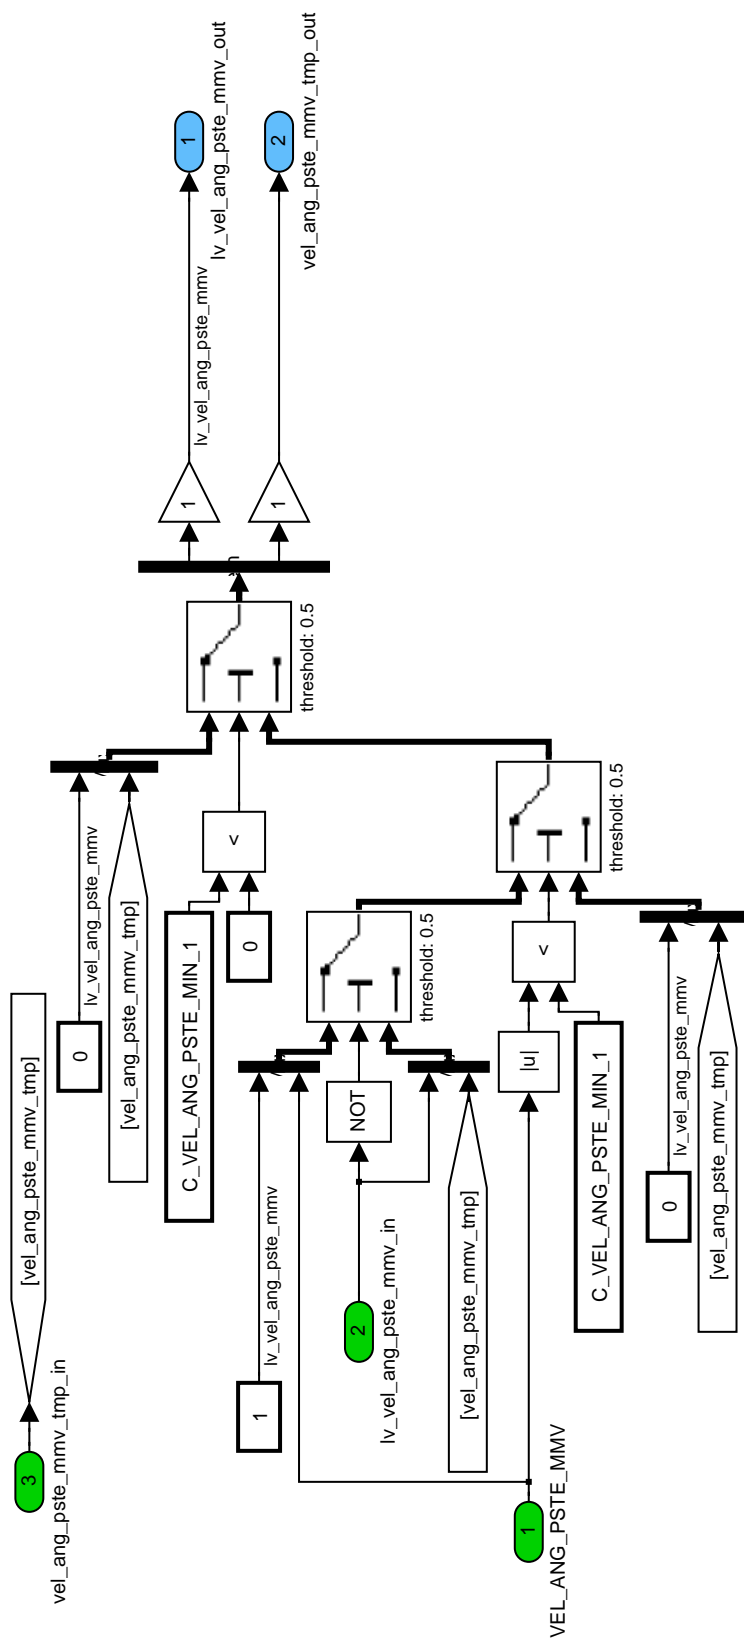 3
[vel_ang_pste_mmv_tmp]
vel_ang_pste_mmv_tmp_in
0
lv_vel_ang_pste_mmv
[vel_ang_pste_mmv_tmp]
C_VEL_ANG_PSTE_MIN_1
1
lv_vel_ang_pste_mmv
1
lv_vel_ang_pste_mmv_out
<
0
1
lv_vel_ang_pste_mmv
1
2
vel_ang_pste_mmv_tmp_out
threshold: 0.5
2
NOT
lv_vel_ang_pste_mmv_in
threshold: 0.5
[vel_ang_pste_mmv_tmp]
1
|u|
<
VEL_ANG_PSTE_MMV
C_VEL_ANG_PSTE_MIN_1
threshold: 0.5
0
lv_vel_ang_pste_mmv
[vel_ang_pste_mmv_tmp]